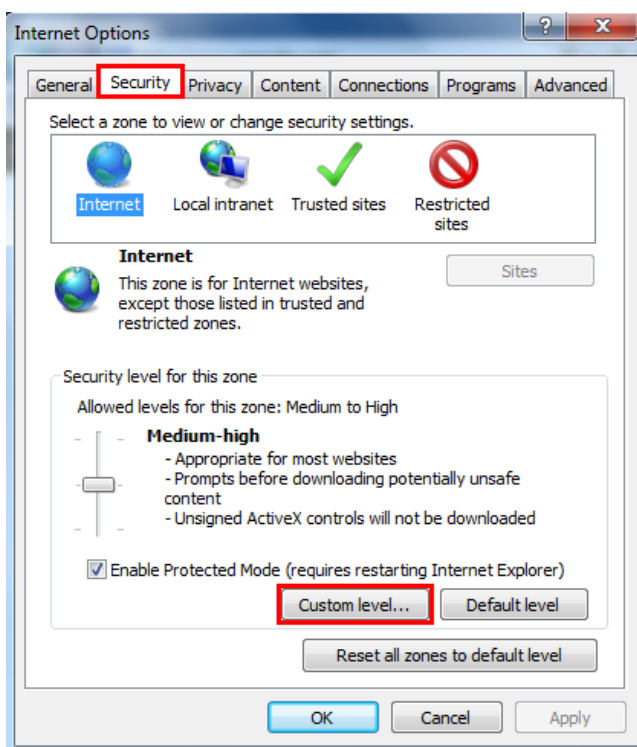 Internet Options
? X
General Security Privacy Content Connections Programs Advanced
Select a zone to view or change security settings.
Internet Local intranet Trusted sites Restricted
sites
Internet
Sites
This zone is for Internet websites,
except those listed in trusted and
restricted zones.
Security level for this zone
Allowed levels for this zone: Medium to High
Medium-high
- Appropriate for most websites
- Prompts before downloading potentially unsafe
content
- Unsigned ActiveX controls will not be downloaded
Enable Protected Mode (requires restarting Internet Explorer)
Custom level... Default level
Reset all zones to default level
OK Cancel Apply